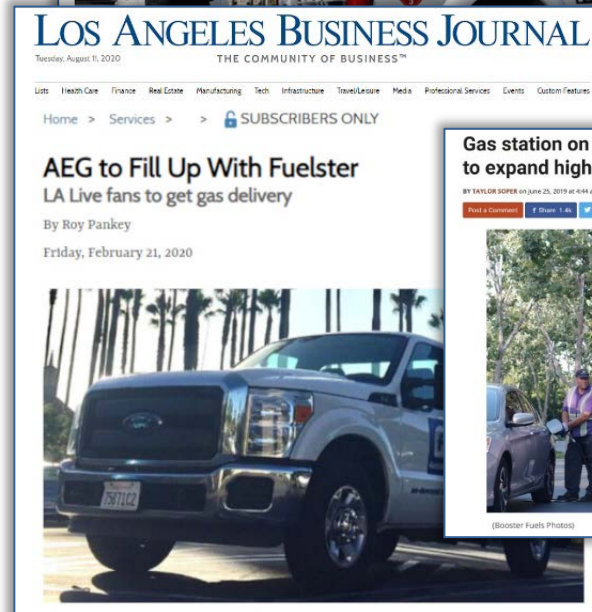 LOS ANGELES BUSINESS JOURNAL
Tuesday, August 11, 2020
THE COMMUNITY OF BUSINESS™
Lists Health Care Finance Real Estate Manufacturing Tech Infrastructure Travel/Leisure Media Professional Services Events Custom Features
Home > Services > > SUBSCRIBERS ONLY
AEG to Fill Up With Fuelster
LA Live fans to get gas delivery
By Roy Pankey
Friday, February 21, 2020
Ford
75871C2
Gas station on
to expand high
BY TAYLOR SOPER on June 25, 2019 at 4:44 a
Post a Comment f Share 1.4k
(Booster Fuels Photos)